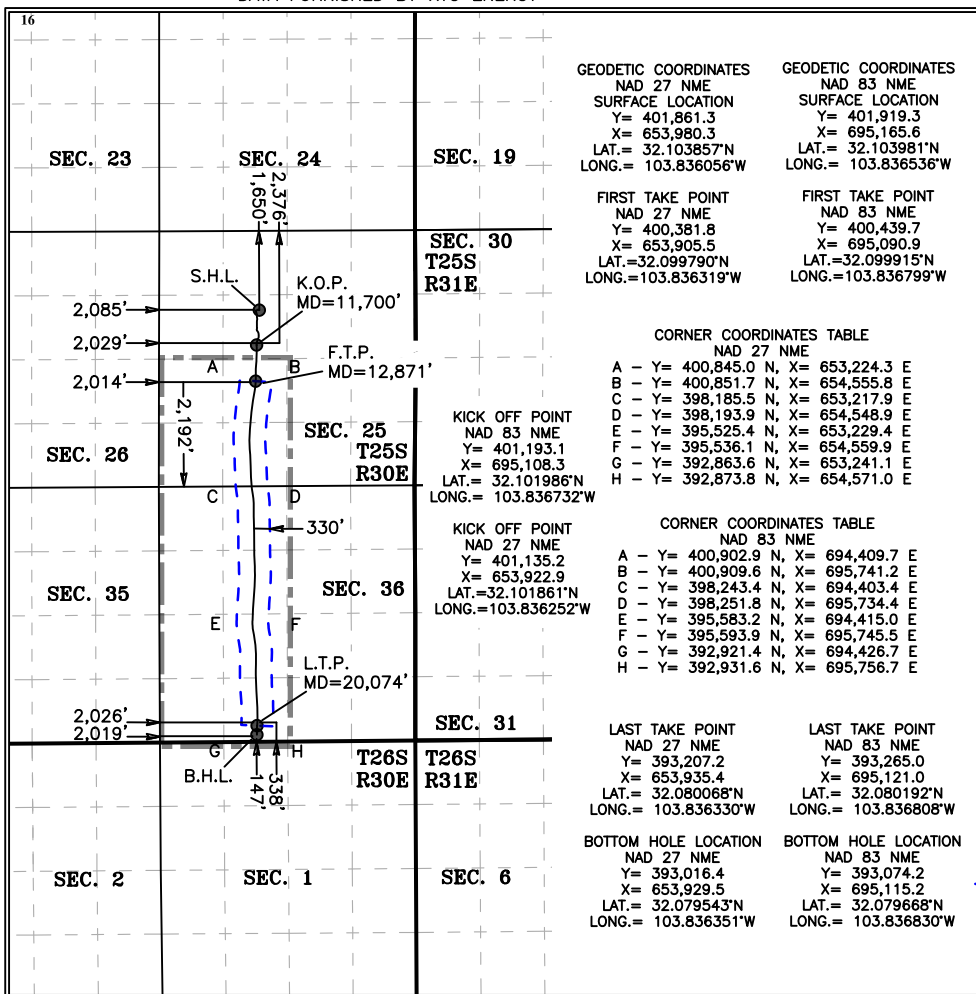 16
SEC. 23
SEC. 24
SEC. 19
1,650'
2,376'
SEC. 30
T25S
R31E
S.H.L.
K.O.P.
MD=11,700'
2,085'
2,029'
2,014'
F.T.P.
MD=12,871'
A
B
2,192'
SEC. 25
T25S
R30E
SEC. 26
C
D
330'
SEC. 35
SEC. 36
E
F
L.T.P.
MD=20,074'
2,026'
2,019'
SEC. 31
G
H
B.H.L.
147'
338'
T26S
R30E
T26S
R31E
SEC. 2
SEC. 1
SEC. 6
GEODETIC COORDINATES
NAD 27 NME
SURFACE LOCATION
Y= 401,861.3
X= 653,980.3
LAT.= 32.103857°N
LONG.= 103.836056°W
GEODETIC COORDINATES
NAD 83 NME
SURFACE LOCATION
Y= 401,919.3
X= 695,165.6
LAT.= 32.103981°N
LONG.= 103.836536°W
FIRST TAKE POINT
NAD 27 NME
Y= 400,381.8
X= 653,905.5
LAT.=32.099790°N
LONG.=103.836319°W
FIRST TAKE POINT
NAD 83 NME
Y= 400,439.7
X= 695,090.9
LAT.=32.099915°N
LONG.=103.836799°W
CORNER COORDINATES TABLE
NAD 27 NME
A - Y= 400,845.0 N, X= 653,224.3 E
B - Y= 400,851.7 N, X= 654,555.8 E
C - Y= 398,185.5 N, X= 653,217.9 E
D - Y= 398,193.9 N, X= 654,548.9 E
E - Y= 395,525.4 N, X= 653,229.4 E
F - Y= 395,536.1 N, X= 654,559.9 E
G - Y= 392,863.6 N, X= 653,241.1 E
H - Y= 392,873.8 N, X= 654,571.0 E
KICK OFF POINT
NAD 83 NME
Y= 401,193.1
X= 695,108.3
LAT.= 32.101986°N
LONG.= 103.836732°W
KICK OFF POINT
NAD 27 NME
Y= 401,135.2
X= 653,922.9
LAT.=32.101861°N
LONG.=103.836252°W
CORNER COORDINATES TABLE
NAD 83 NME
A - Y= 400,902.9 N, X= 694,409.7 E
B - Y= 400,909.6 N, X= 695,741.2 E
C - Y= 398,243.4 N, X= 694,403.4 E
D - Y= 398,251.8 N, X= 695,734.4 E
E - Y= 395,583.2 N, X= 694,415.0 E
F - Y= 395,593.9 N, X= 695,745.5 E
G - Y= 392,921.4 N, X= 694,426.7 E
H - Y= 392,931.6 N, X= 695,756.7 E
LAST TAKE POINT
NAD 27 NME
Y= 393,207.2
X= 653,935.4
LAT.= 32.080068°N
LONG.= 103.836330°W
LAST TAKE POINT
NAD 83 NME
Y= 393,265.0
X= 695,121.0
LAT.= 32.080192°N
LONG.= 103.836808°W
BOTTOM HOLE LOCATION
NAD 27 NME
Y= 393,016.4
X= 653,929.5
LAT.= 32.079543°N
LONG.= 103.836351°W
BOTTOM HOLE LOCATION
NAD 83 NME
Y= 393,074.2
X= 695,115.2
LAT.= 32.079668°N
LONG.= 103.836830°W